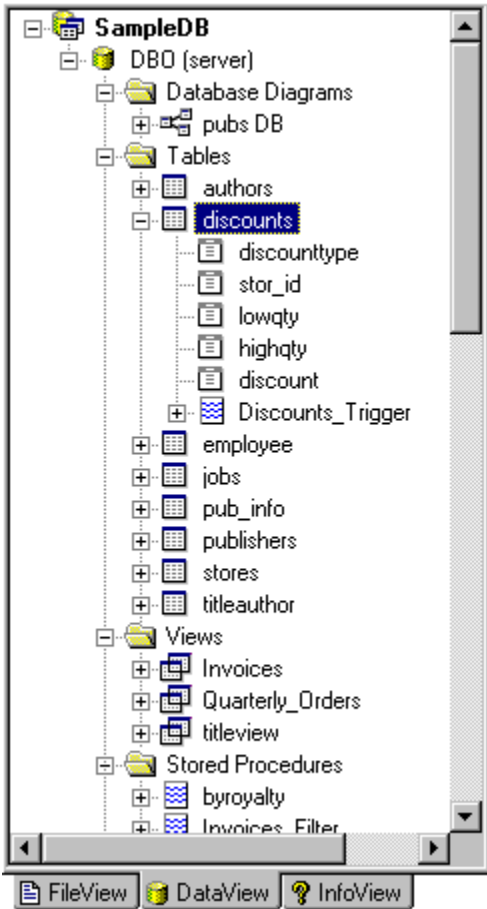 SampleDB
DBO (server)
Database Diagrams
pubs DB
Tables
authors
discounts
discounttype
stor_id
lowqty
highqty
discount
Discounts_Trigger
employee
jobs
pub_info
publishers
stores
titleauthor
Views
Invoices
Quarterly_Orders
titleview
Stored Procedures
byroyalty
Invoices_Filter
FileView DataView InfoView